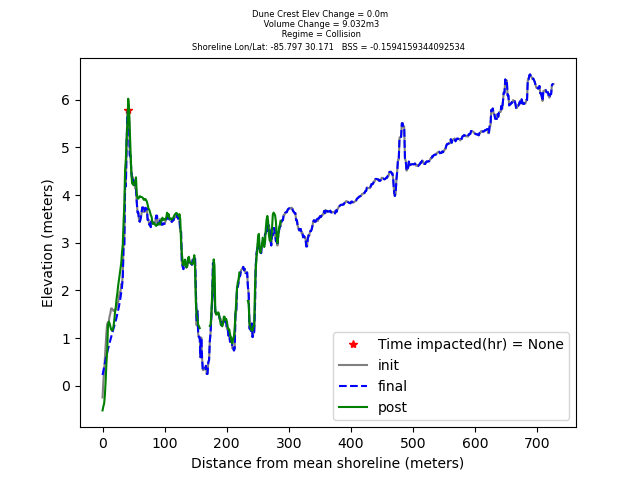 Dune Crest Elev Change = 0.0m
Volume Change = 9.032m3
Regime = Collision
Shoreline Lon/Lat: -85.797 30.171 BSS = -0.1594159344092534
Elevation (meters)
6
5
4
3
2
1
0
Time impacted(hr) = None
init
final
post
0 100 200 300 400 500 600 700
Distance from mean shoreline (meters)